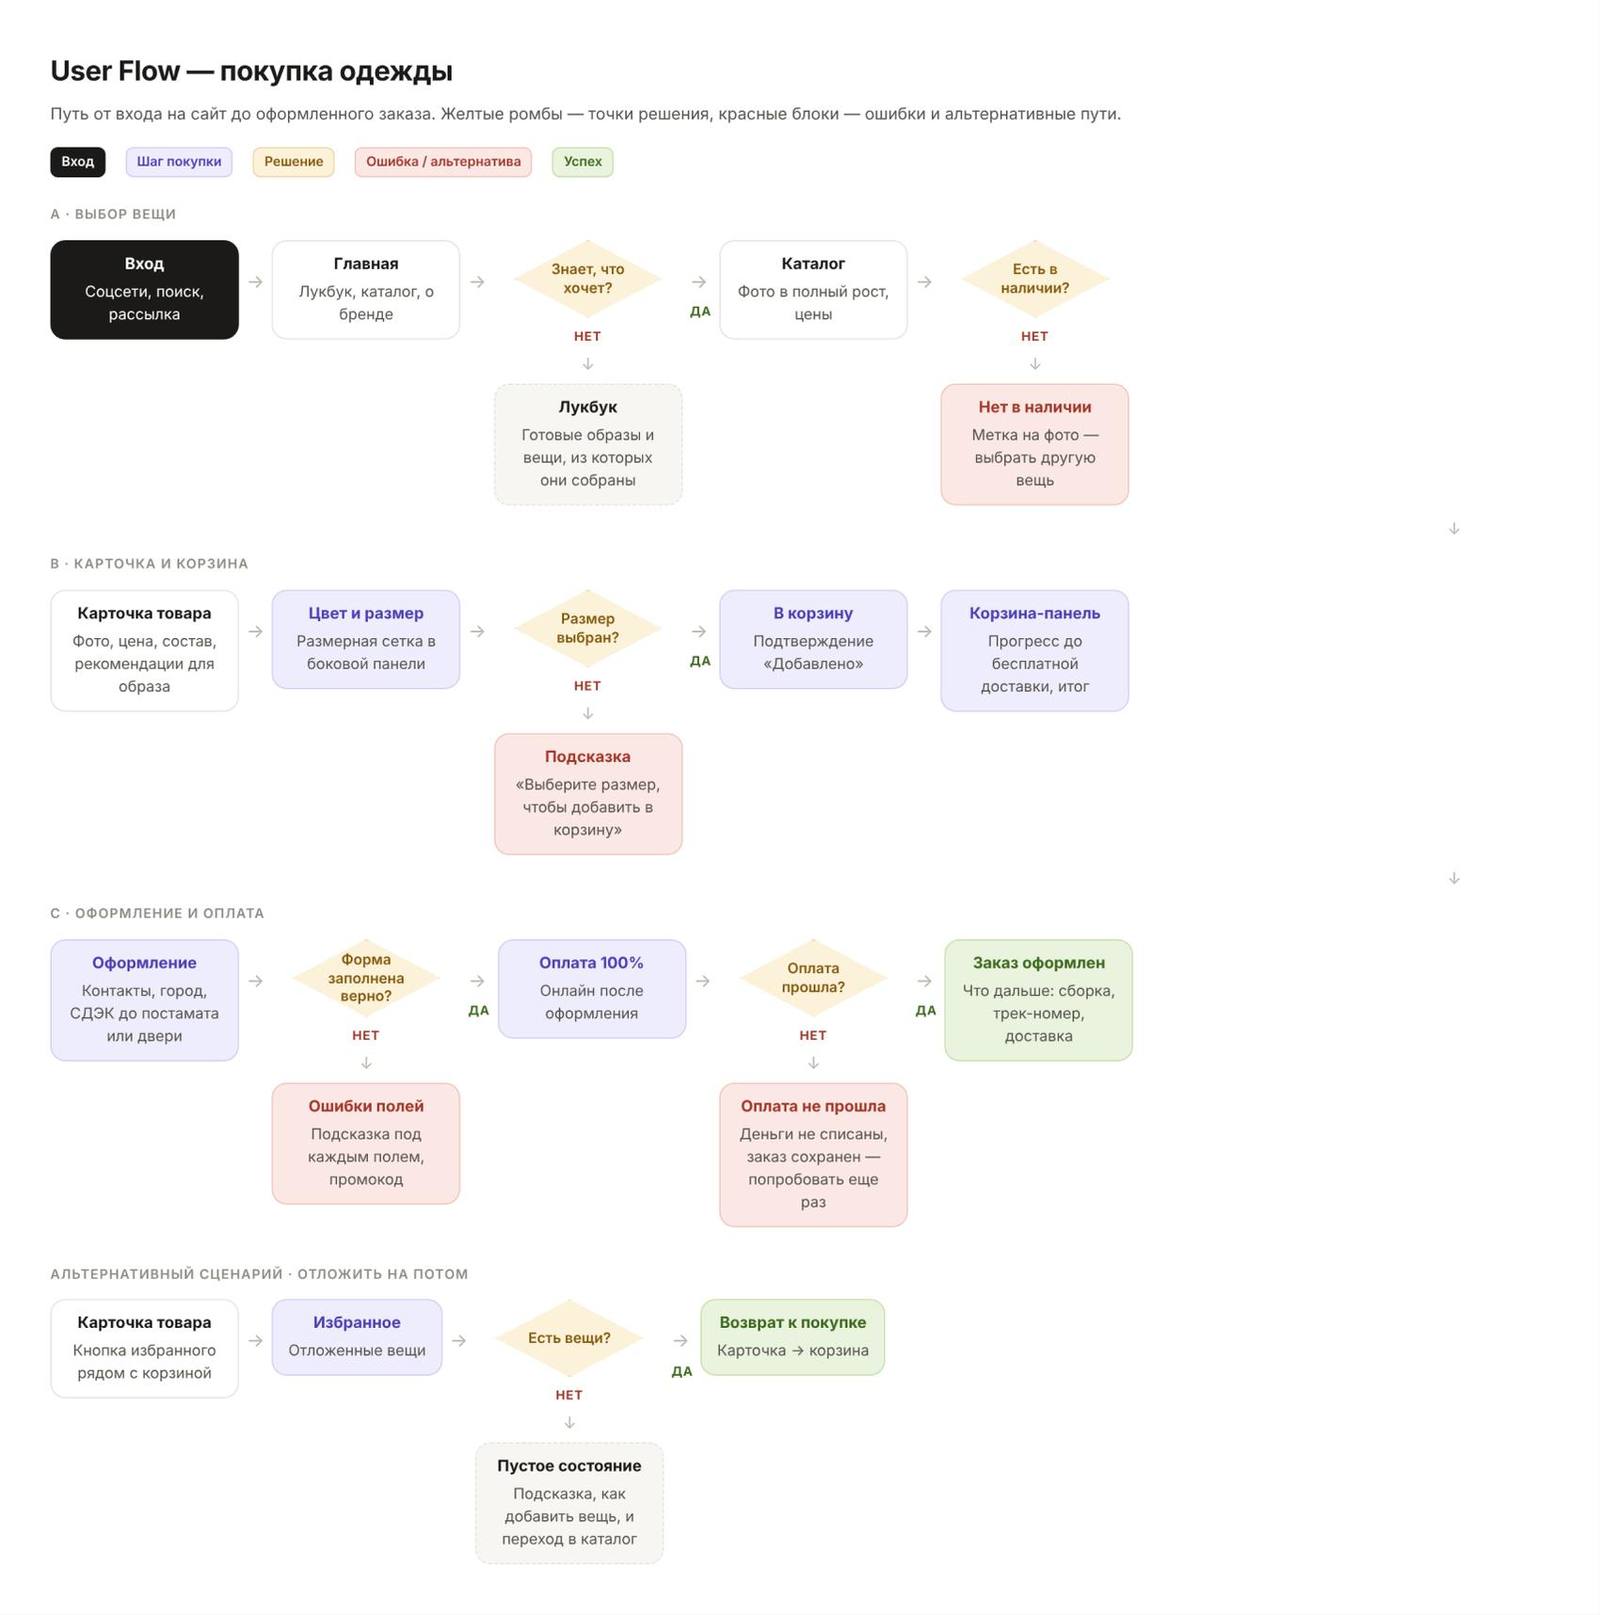 User Flow — покупка одежды
Путь от входа на сайт до оформленного заказа. Желтые ромбы — точки решения, красные блоки — ошибки и альтернативные пути.
Вход
Шаг покупки
Решение
Ошибка / альтернатива
Успех
А · ВЫБОР ВЕЩИ
Вход
Соцсети, поиск,
рассылка
→
Главная
Лукбук, каталог, о
бренде
→
Знает, что
хочет?
НЕТ
↓
Лукбук
Готовые образы и
вещи, из которых
они собраны
→
ДА
Каталог
Фото в полный рост,
цены
→
Есть в
наличии?
НЕТ
↓
Нет в наличии
Метка на фото —
выбрать другую
вещь
↓
В · КАРТОЧКА И КОРЗИНА
Карточка товара
Фото, цена, состав,
рекомендации для
образа
→
Цвет и размер
Размерная сетка в
боковой панели
→
Размер
выбран?
НЕТ
↓
Подсказка
«Выберите размер,
чтобы добавить в
корзину»
→
ДА
В корзину
Подтверждение
«Добавлено»
→
Корзина-панель
Прогресс до
бесплатной
доставки, итог
↓
С · ОФОРМЛЕНИЕ И ОПЛАТА
Оформление
Контакты, город,
СДЭК до постамата
или двери
→
Форма
заполнена
верно?
НЕТ
↓
Ошибки полей
Подсказка под
каждым полем,
промокод
→
ДА
Оплата 100%
Онлайн после
оформления
→
Оплата
прошла?
НЕТ
↓
Оплата не прошла
Деньги не списаны,
заказ сохранен —
попробовать еще
раз
→
ДА
Заказ оформлен
Что дальше: сборка,
трек-номер,
доставка
АЛЬТЕРНАТИВНЫЙ СЦЕНАРИЙ · ОТЛОЖИТЬ НА ПОТОМ
Карточка товара
Кнопка избранного
рядом с корзиной
→
Избранное
Отложенные вещи
→
Есть вещи?
НЕТ
↓
Пустое состояние
Подсказка, как
добавить вещь, и
переход в каталог
→
ДА
Возврат к покупке
Карточка → корзина